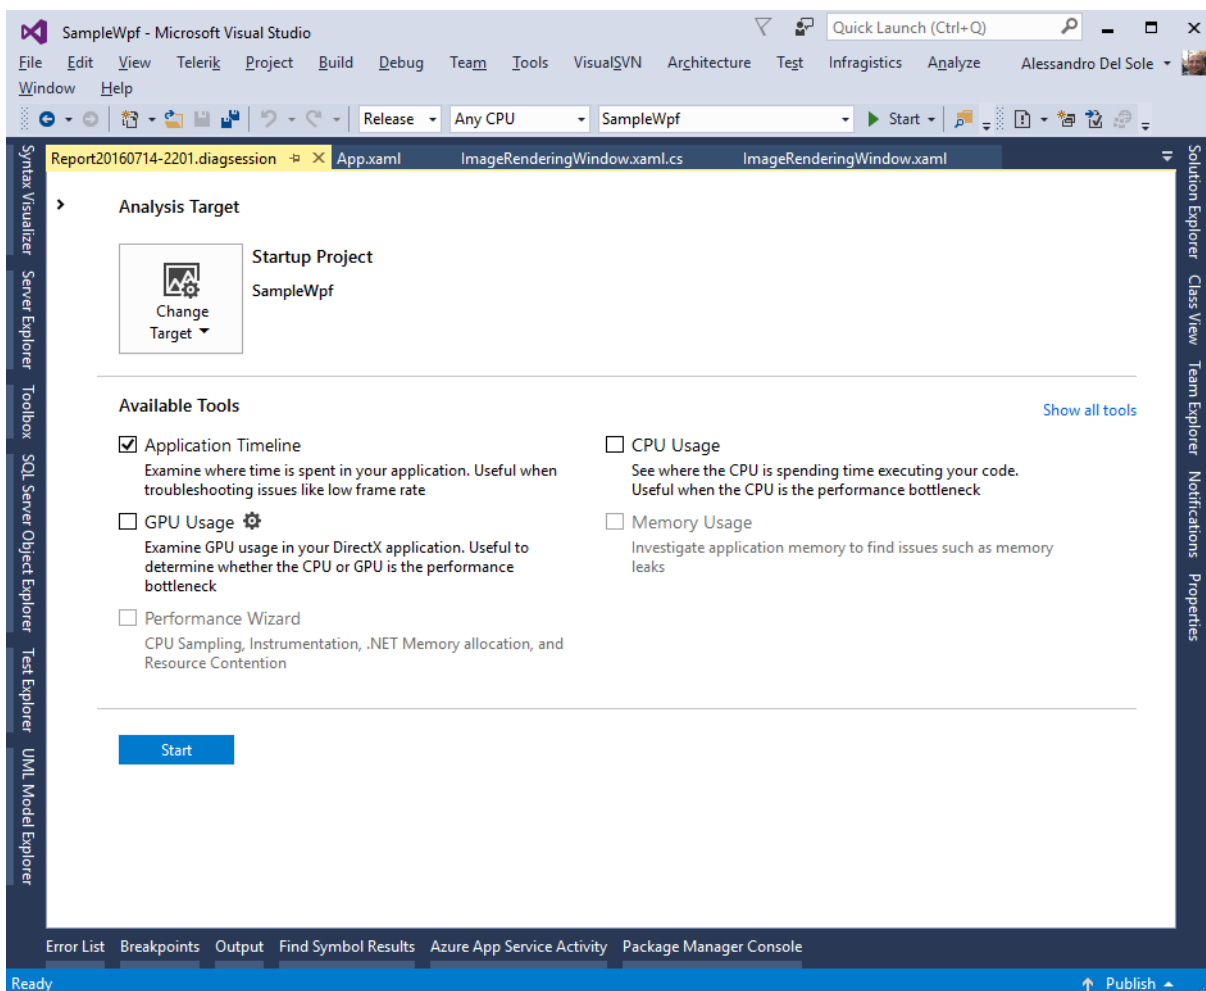 SampleWpf - Microsoft Visual Studio
Quick Launch (Ctrl+Q)
File Edit View Telerik Project Build Debug Team Tools VisualSVN Architecture Test Infragistics Analyze Alessandro Del Sole
Window Help
Release Any CPU SampleWpf Start
Report20160714-2201.diagsession App.xaml ImageRenderingWindow.xaml.cs ImageRenderingWindow.xaml
Syntax Visualizer
Server Explorer
Toolbox
SQL Server Object Explorer
Test Explorer
UML Model Explorer
Analysis Target
Change
Target
Startup Project
SampleWpf
Available Tools
Show all tools
Application Timeline
Examine where time is spent in your application. Useful when
troubleshooting issues like low frame rate
CPU Usage
See where the CPU is spending time executing your code.
Useful when the CPU is the performance bottleneck
GPU Usage
Examine GPU usage in your DirectX application. Useful to
determine whether the CPU or GPU is the performance
bottleneck
Memory Usage
Investigate application memory to find issues such as memory
leaks
Performance Wizard
CPU Sampling, Instrumentation, .NET Memory allocation, and
Resource Contention
Start
Solution Explorer
Class View
Team Explorer
Notifications
Properties
Error List Breakpoints Output Find Symbol Results Azure App Service Activity Package Manager Console
Ready
Publish